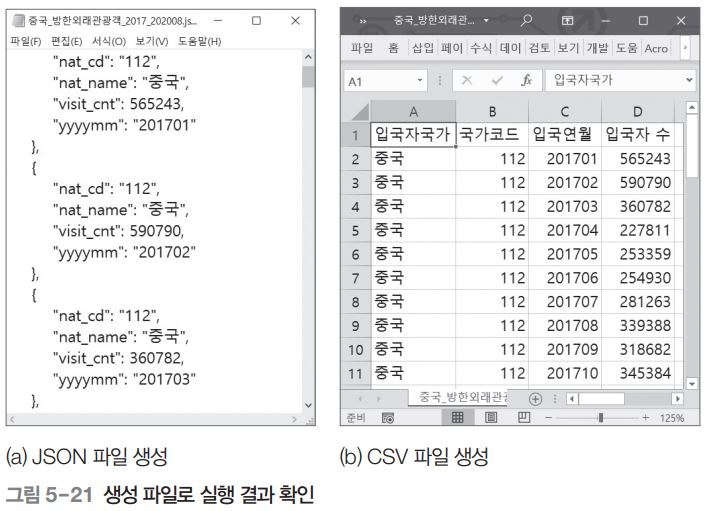 중국_방한외래관광객_2017_202008.js...
파일(F) 편집(E) 서식(O) 보기(V) 도움말(H)
"nat_cd": "112",
"nat_name": "중국",
"visit_cnt": 565243,
"yyyymm": "201701"
},
{
"nat_cd": "112",
"nat_name": "중국",
"visit_cnt": 590790,
"yyyymm": "201702"
},
{
"nat_cd": "112",
"nat_name": "중국",
"visit_cnt": 360782,
"yyyymm": "201703"
},
중국_방한외래관...
파일 홈 삽입 페이 수식 데이 검토 보기 개발 도움 Acro
A1 fx 입국자국가
A B C D
1 입국자국가 국가코드 입국연월 입국자 수
2 중국 112 201701 565243
3 중국 112 201702 590790
4 중국 112 201703 360782
5 중국 112 201704 227811
6 중국 112 201705 253359
7 중국 112 201706 254930
8 중국 112 201707 281263
9 중국 112 201708 339388
10 중국 112 201709 318682
11 중국 112 201710 345384
중국_방한외래관광
준비 125%
(a) JSON 파일 생성
(b) CSV 파일 생성
그림 5-21 생성 파일로 실행 결과 확인